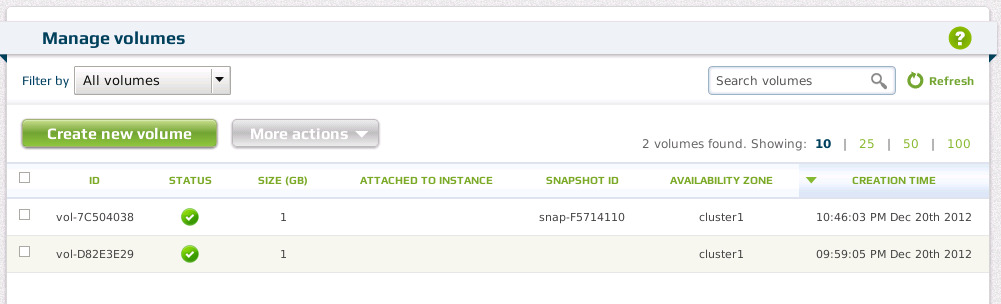 Manage volumes ?
Filter by All volumes Search volumes Refresh
Create new volume More actions 2 volumes found. Showing: 10 | 25 | 50 | 100
ID STATUS SIZE (GB) ATTACHED TO INSTANCE SNAPSHOT ID AVAILABILITY ZONE CREATION TIME
vol-7C504038 1 snap-F5714110 cluster1 10:46:03 PM Dec 20th 2012
vol-D82E3E29 1 cluster1 09:59:05 PM Dec 20th 2012